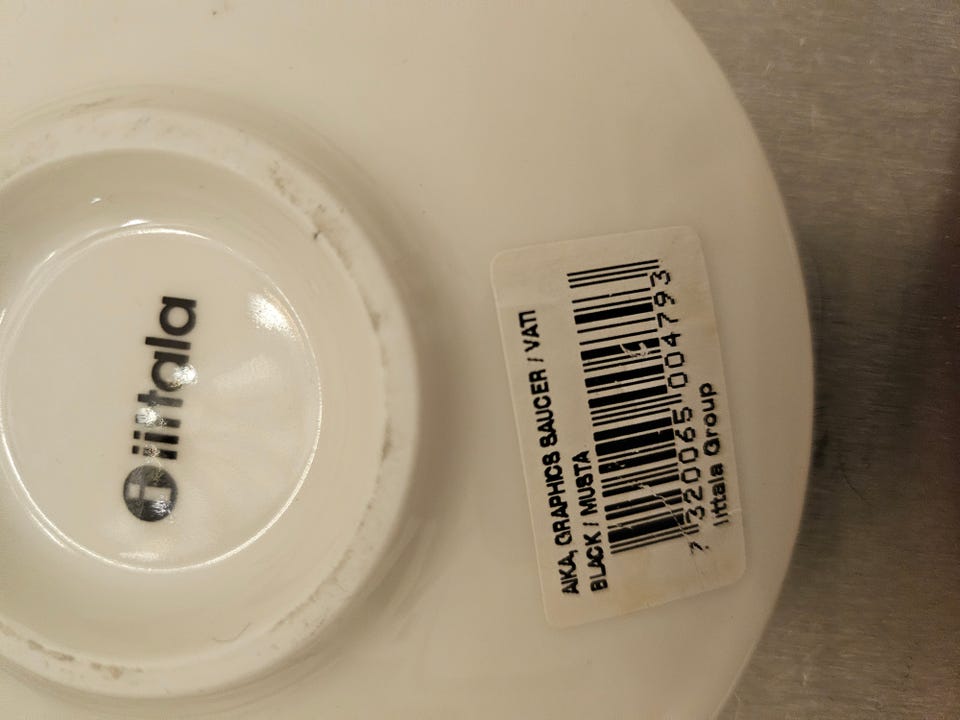 iittala
AIKA, GRAPHICS SAUCER / VATI
BLACK / MUSTA
7 320065 004793
Iittala Group